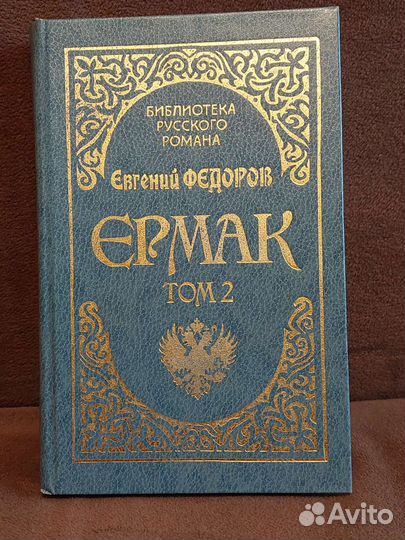 БИБЛИОТЕКА
РУССКОГО
РОМАНА
ЕВГЕНИЙ ФЕДОРОВ
ЕРМАК
ТОМ 2
Avito